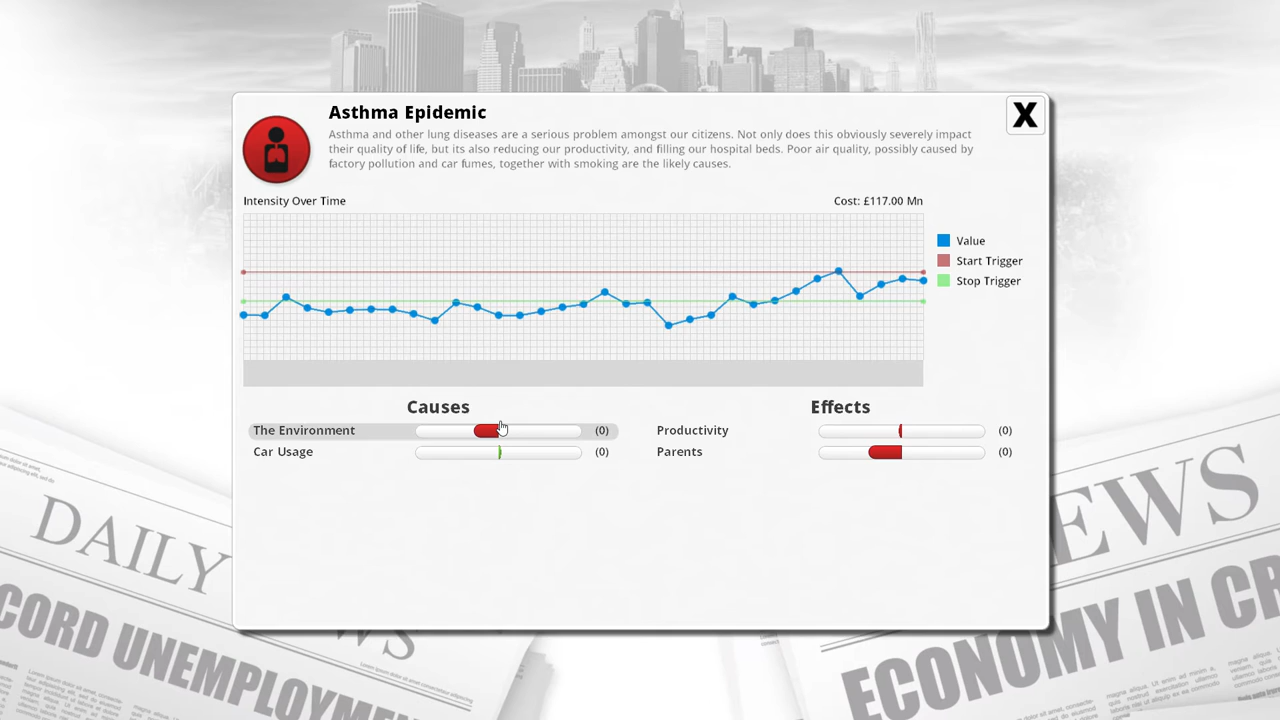 Asthma Epidemic
X
Asthma and other lung diseases are a serious problem amongst our citizens. Not only does this obviously severely impact
their quality of life, but its also reducing our productivity, and filling our hospital beds. Poor air quality, possibly caused by
factory pollution and car fumes, together with smoking are the likely causes.
Intensity Over Time
Cost: £117.00 Mn
Value
Start Trigger
Stop Trigger
Causes
The Environment (0)
Car Usage (0)
Effects
Productivity (0)
Parents (0)
DAILY
WS
CORD UNEMPLOYME
EWS
ECONOMY IN CR